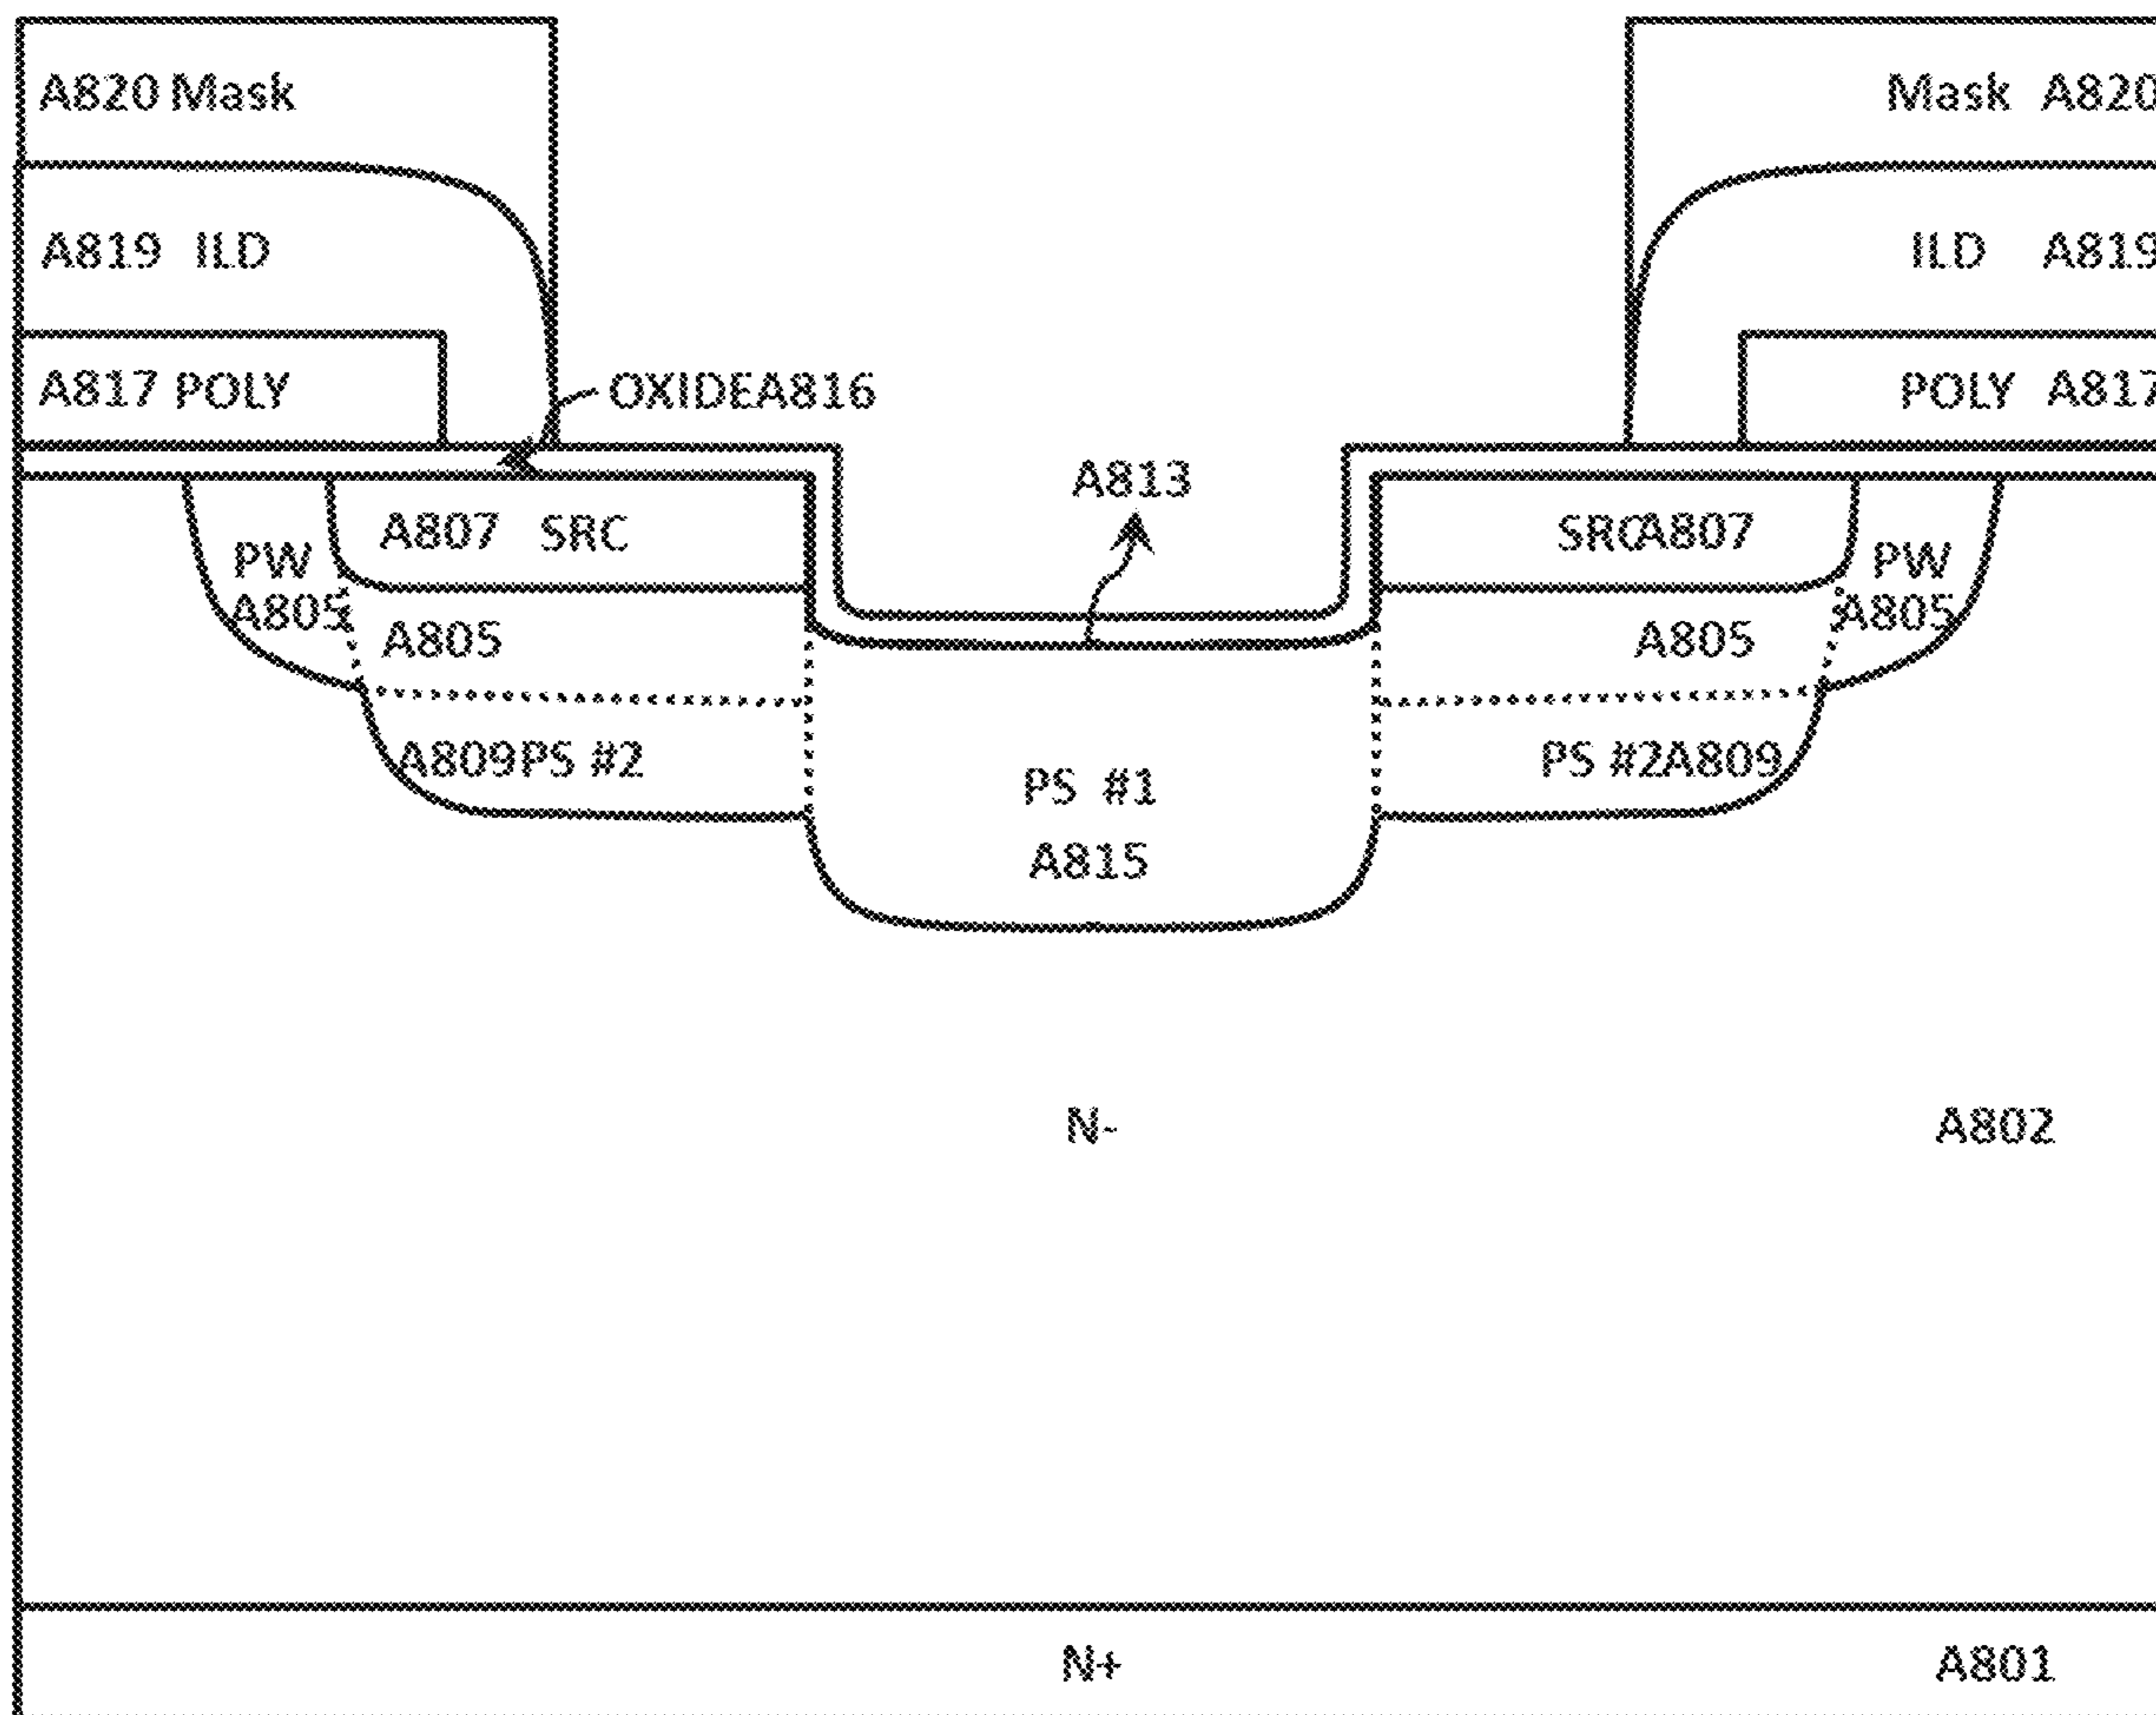 A820 Mask
Mask A820
A819 ILD
ILD A819
A817 POLY
OXIDEA816
POLY A817
A813
A807 SRC
SRCA807
PW
A805
PW
A805
A805
A805
A809PS #2
PS #1
A815
PS #2A809
N-
A802
N+
A801